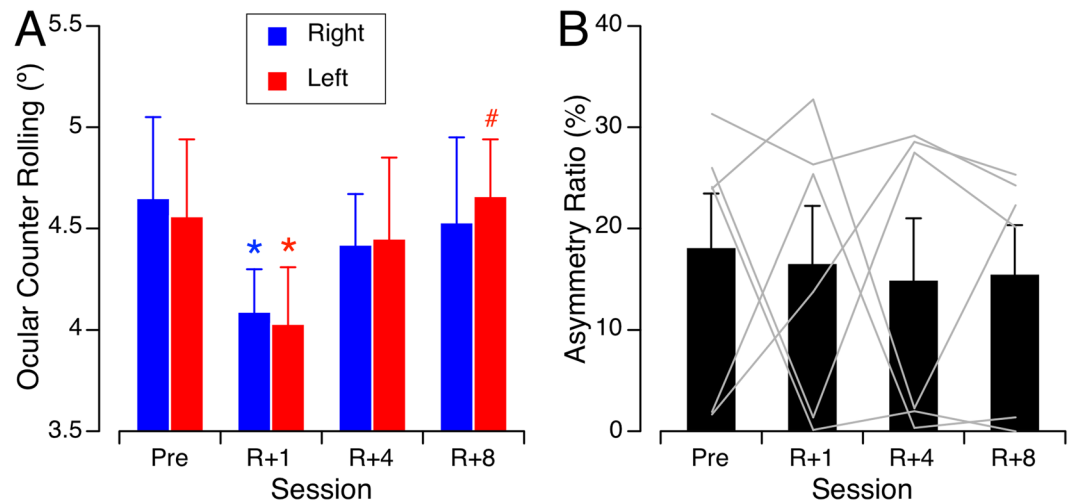 A
Ocular Counter Rolling (°)
5.5
5
4.5
4
3.5
Right
Left
*
*
#
Pre
R+1
R+4
R+8
Session
B
Asymmetry Ratio (%)
40
30
20
10
0
Pre
R+1
R+4
R+8
Session